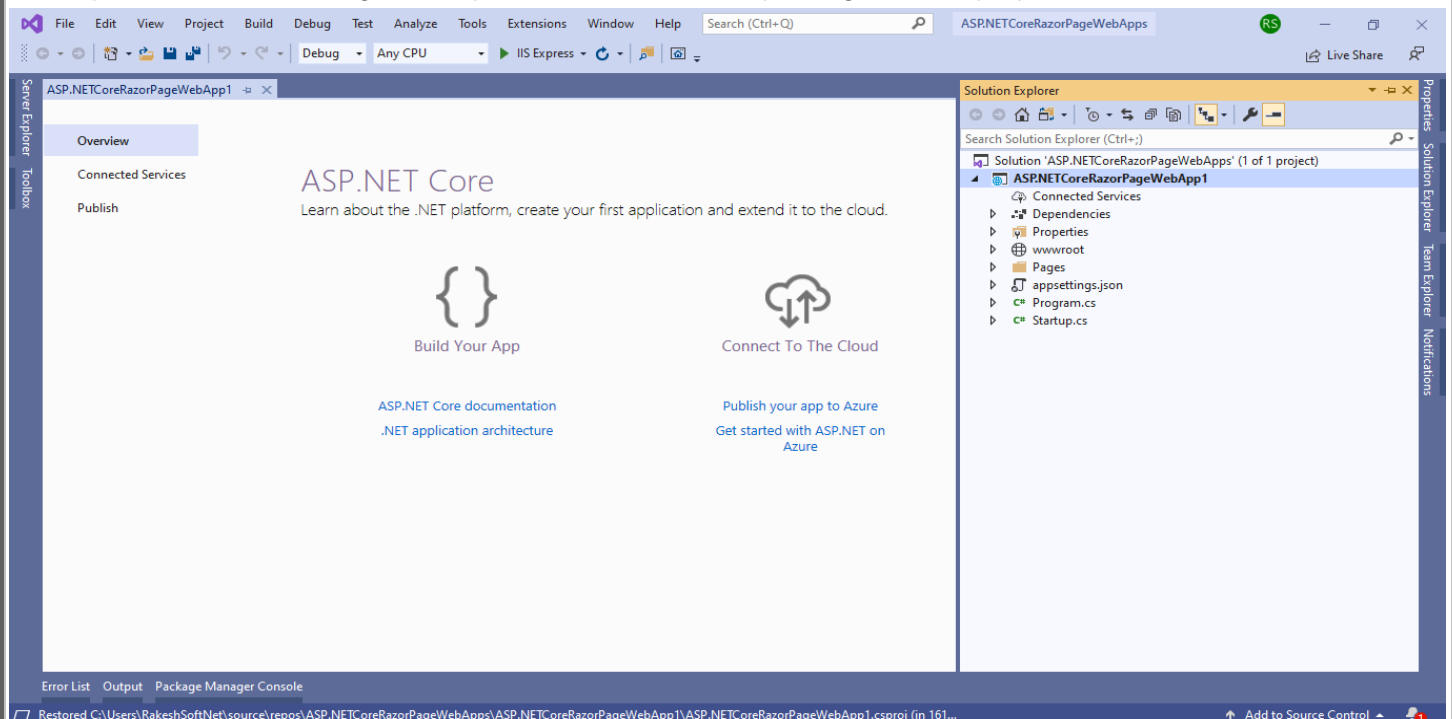 File Edit View Project Build Debug Test Analyze Tools Extensions Window Help Search (Ctrl+Q) ASP.NETCoreRazorPageWebApps RS
Debug Any CPU IIS Express Live Share
Server Explorer
Toolbox
ASP.NETCoreRazorPageWebApp1
Overview
Connected Services
Publish
ASP.NET Core
Learn about the .NET platform, create your first application and extend it to the cloud.
Build Your App
ASP.NET Core documentation
.NET application architecture
Connect To The Cloud
Publish your app to Azure
Get started with ASP.NET on
Azure
Solution Explorer
Search Solution Explorer (Ctrl+;)
Solution 'ASP.NETCoreRazorPageWebApps' (1 of 1 project)
ASP.NETCoreRazorPageWebApp1
Connected Services
Dependencies
Properties
wwwroot
Pages
appsettings.json
C# Program.cs
C# Startup.cs
Properties
Solution Explorer
Team Explorer
Notifications
Error List Output Package Manager Console
Restored C:\Users\RakeshSoftNet\source\repos\ASP.NETCoreRazorPageWebApps\ASP.NETCoreRazorPageWebApp1\ASP.NETCoreRazorPageWebApp1.csproj (in 161... Add to Source Control 1